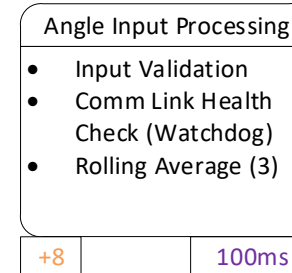 Angle Input Processing
• Input Validation
• Comm Link Health
Check (Watchdog)
• Rolling Average (3)
+8 100ms